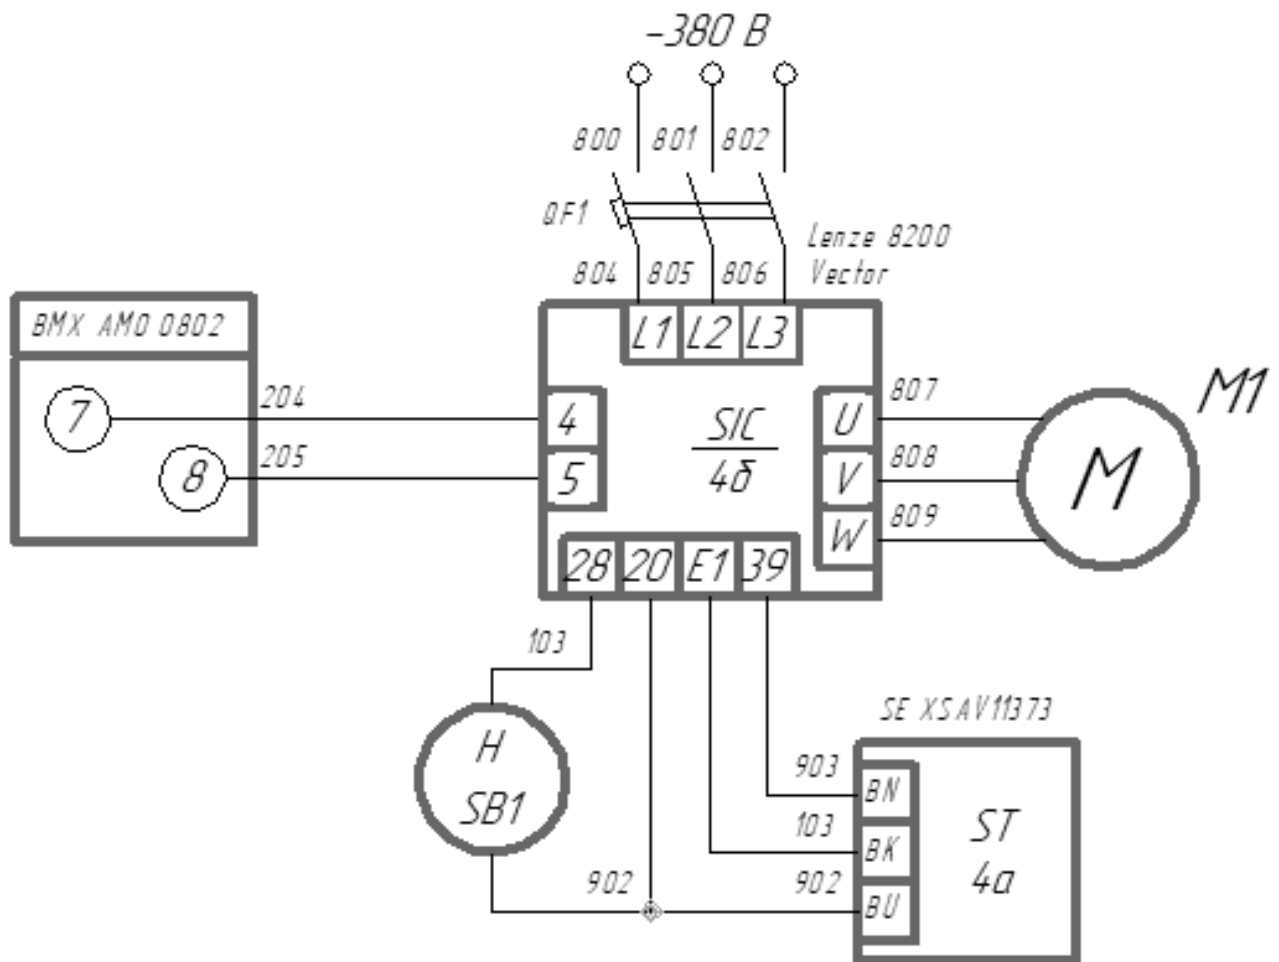 -380 В
800 801 802
QF1
Lenze 8200
Vector
804 805 806
BMX AMO 0802
L1 L2 L3
7
204
4
8
205
5
SIC
4б
U
807
V
808
W
809
M
M1
28 20 E1 39
103
H
SB1
902
SE XSAV11373
903
BN
103
BK
902
BU
ST
4а